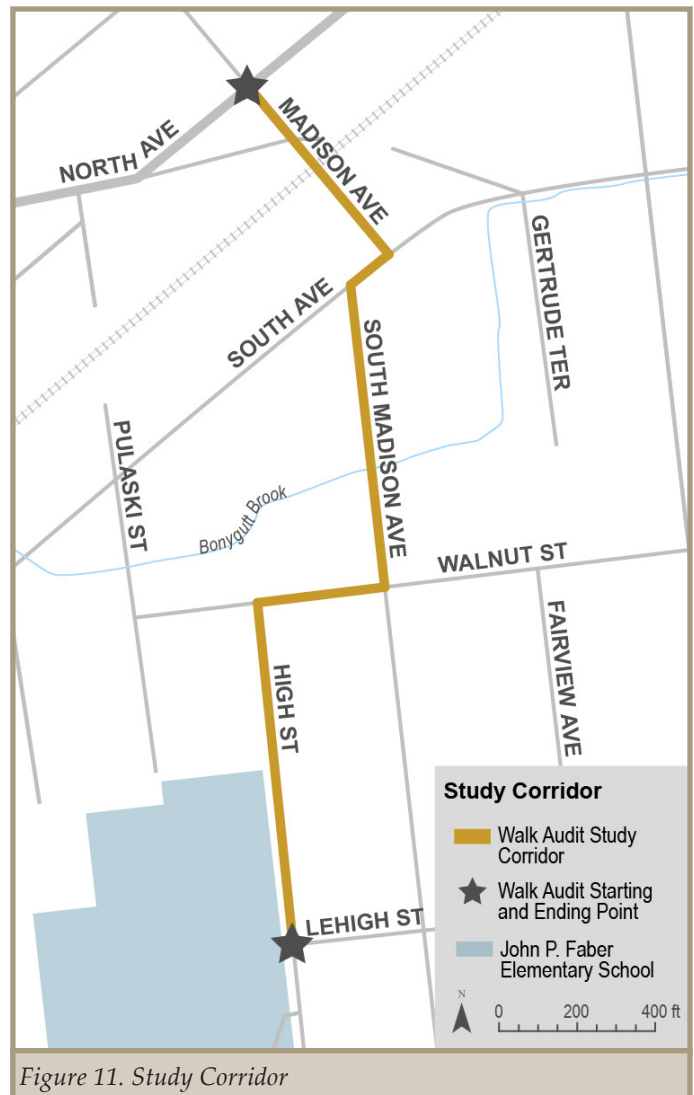 MADISON AVE
NORTH AVE
GERTRUDE TER
SOUTH AVE
SOUTH MADISON AVE
PULASKI ST
Bonygutt Brook
WALNUT ST
FAIRVIEW AVE
HIGH ST
LEHIGH ST
Study Corridor
Walk Audit Study
Corridor
Walk Audit Starting
and Ending Point
John P. Faber
Elementary School
N
0 200 400 ft
Figure 11. Study Corridor